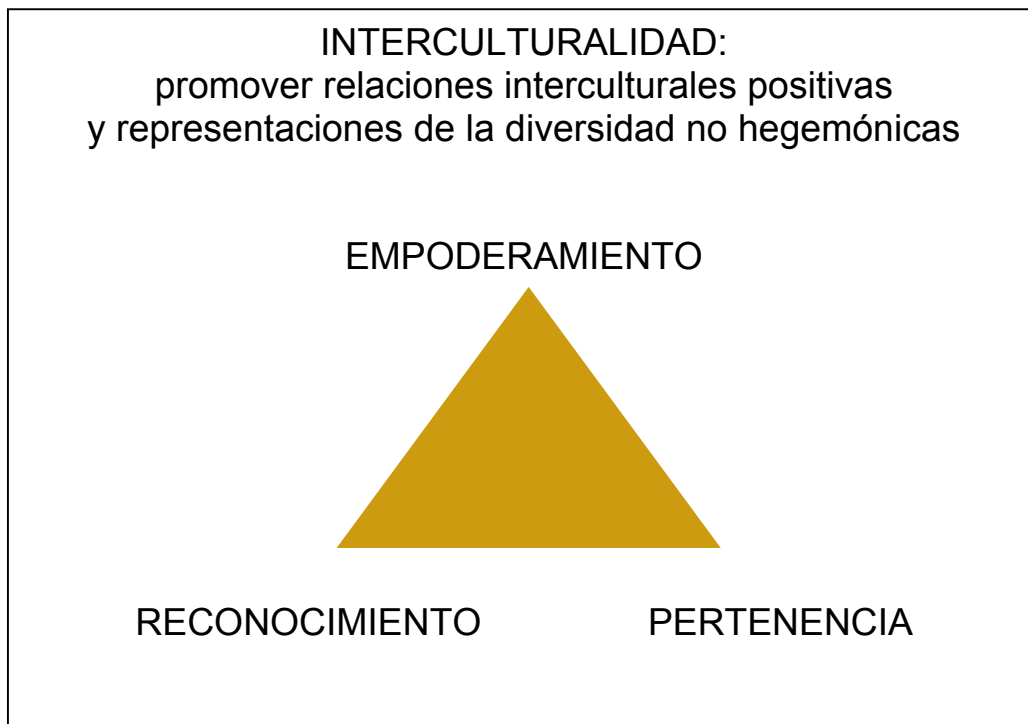 INTERCULTURALIDAD:
promover relaciones interculturales positivas
y representaciones de la diversidad no hegemónicas
EMPODERAMIENTO
RECONOCIMIENTO PERTENENCIA